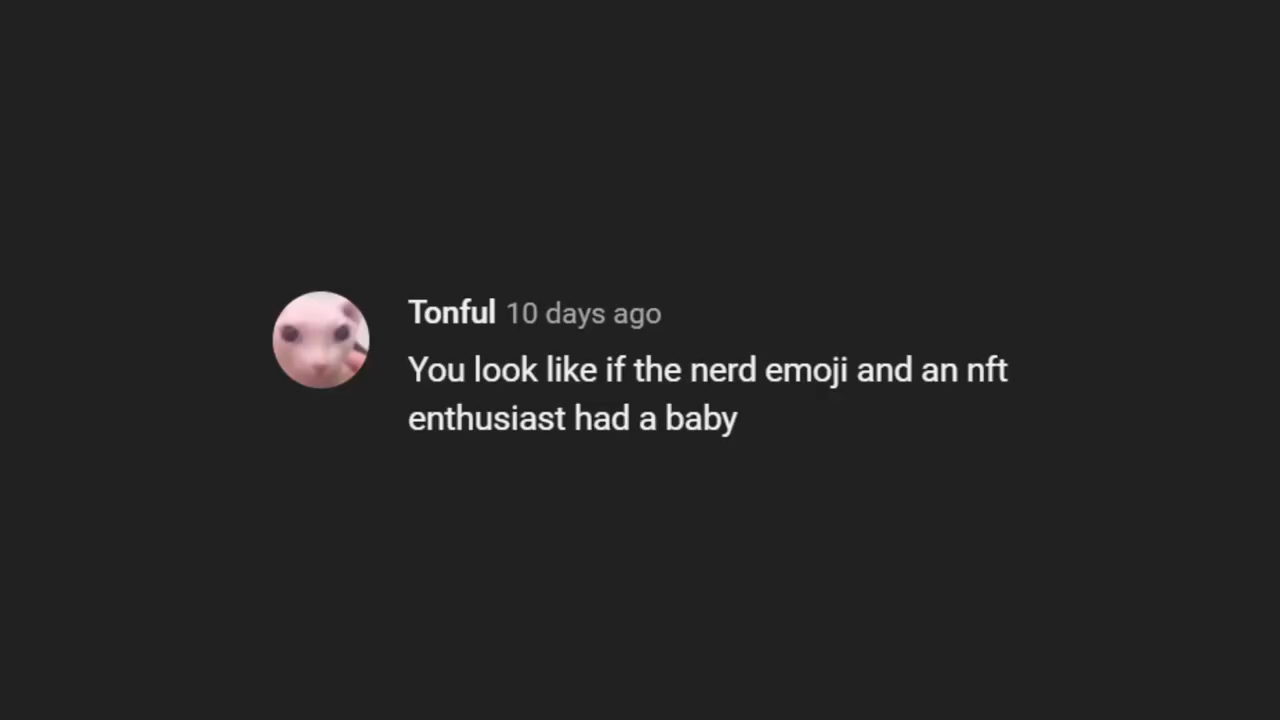 Tonful 10 days ago
You look like if the nerd emoji and an nft
enthusiast had a baby